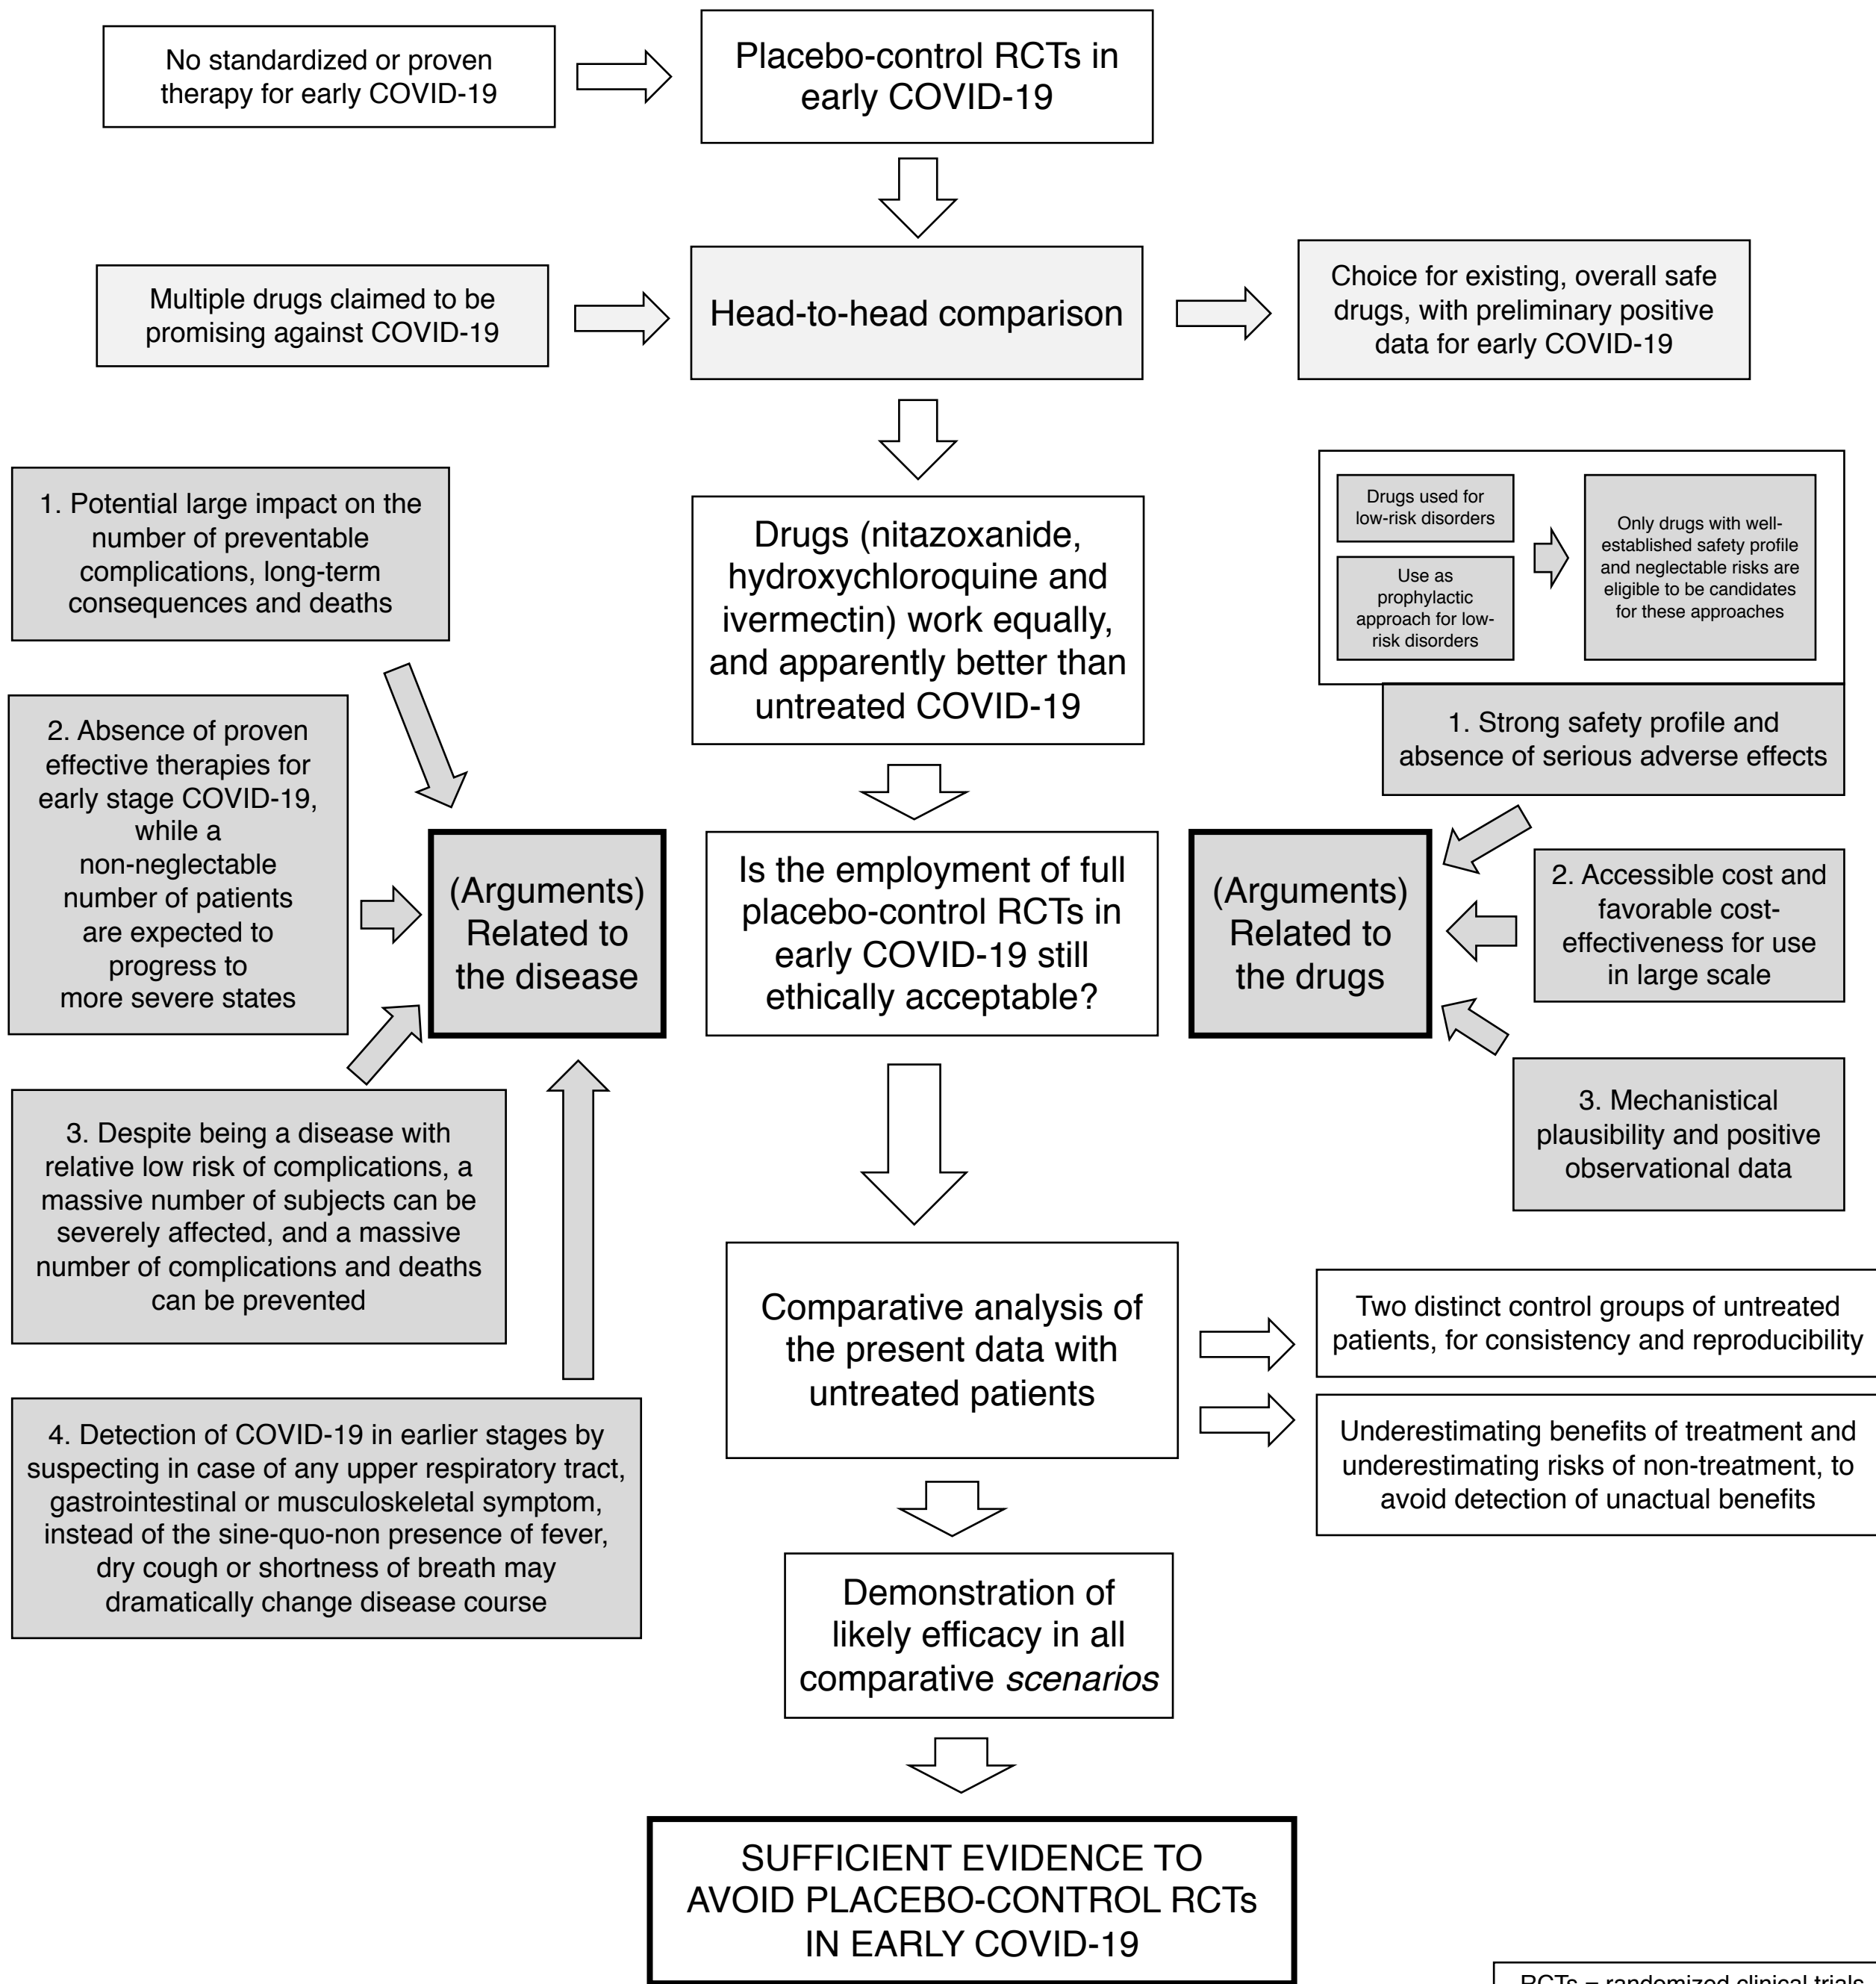 No standardized or proven
therapy for early COVID-19
Placebo-control RCTs in
early COVID-19
Multiple drugs claimed to be
promising against COVID-19
Head-to-head comparison
Choice for existing, overall safe
drugs, with preliminary positive
data for early COVID-19
1. Potential large impact on the
number of preventable
complications, long-term
consequences and deaths
Drugs (nitazoxanide,
hydroxychloroquine and
ivermectin) work equally,
and apparently better than
untreated COVID-19
Drugs used for
low-risk disorders
Use as
prophylactic
approach for low-
risk disorders
Only drugs with well-
established safety profile
and neglectable risks are
eligible to be candidates
for these approaches
1. Strong safety profile and
absence of serious adverse effects
2. Absence of proven
effective therapies for
early stage COVID-19,
while a
non-neglectable
number of patients
are expected to
progress to
more severe states
(Arguments)
Related to
the disease
Is the employment of full
placebo-control RCTs in
early COVID-19 still
ethically acceptable?
(Arguments)
Related to
the drugs
2. Accessible cost and
favorable cost-
effectiveness for use
in large scale
3. Mechanistical
plausibility and positive
observational data
3. Despite being a disease with
relative low risk of complications, a
massive number of subjects can be
severely affected, and a massive
number of complications and deaths
can be prevented
Comparative analysis of
the present data with
untreated patients
Two distinct control groups of untreated
patients, for consistency and reproducibility
Underestimating benefits of treatment and
underestimating risks of non-treatment, to
avoid detection of unactual benefits
4. Detection of COVID-19 in earlier stages by
suspecting in case of any upper respiratory tract,
gastrointestinal or musculoskeletal symptom,
instead of the sine-quo-non presence of fever,
dry cough or shortness of breath may
dramatically change disease course
Demonstration of
likely efficacy in all
comparative scenarios
SUFFICIENT EVIDENCE TO
AVOID PLACEBO-CONTROL RCTs
IN EARLY COVID-19
RCTs = randomized clinical trials